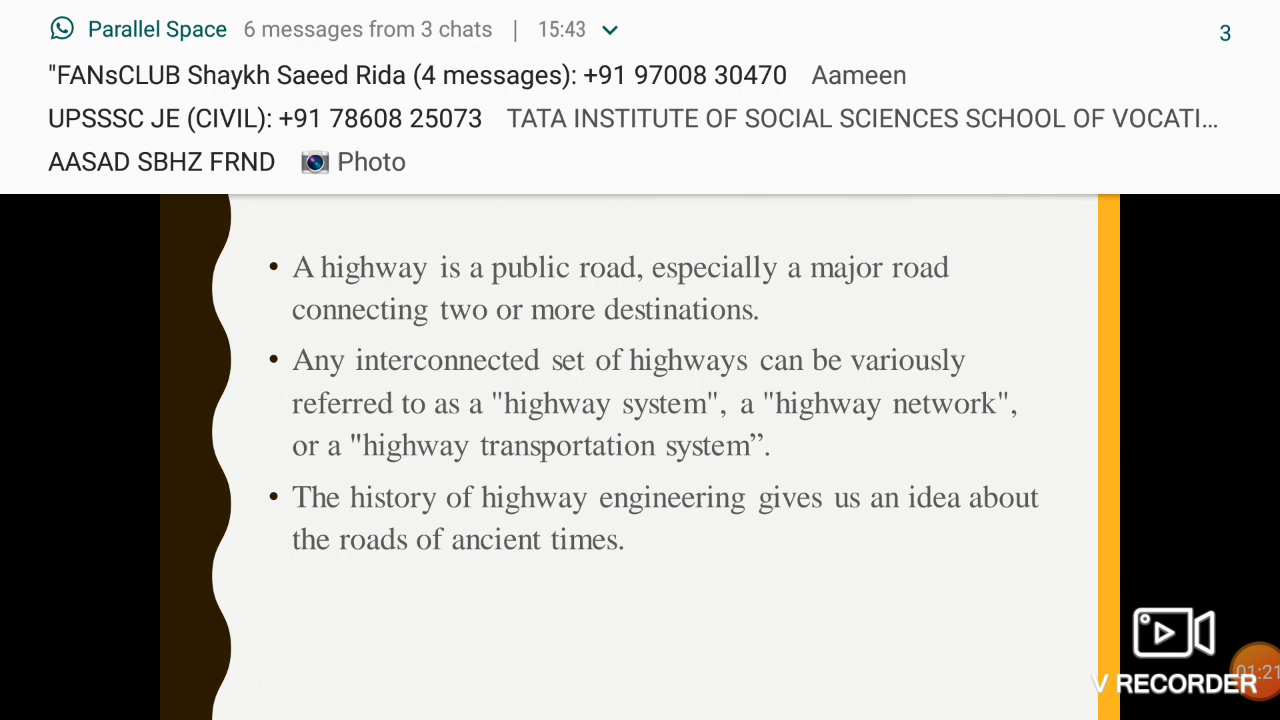 Parallel Space 6 messages from 3 chats | 15:43
3
"FANsCLUB Shaykh Saeed Rida (4 messages): +91 97008 30470 Aameen
UPSSSC JE (CIVIL): +91 78608 25073 TATA INSTITUTE OF SOCIAL SCIENCES SCHOOL OF VOCATI...
AASAD SBHZ FRND 📷 Photo
• A highway is a public road, especially a major road
connecting two or more destinations.
• Any interconnected set of highways can be variously
referred to as a "highway system", a "highway network",
or a "highway transportation system”.
• The history of highway engineering gives us an idea about
the roads of ancient times.
01:21
V RECORDER